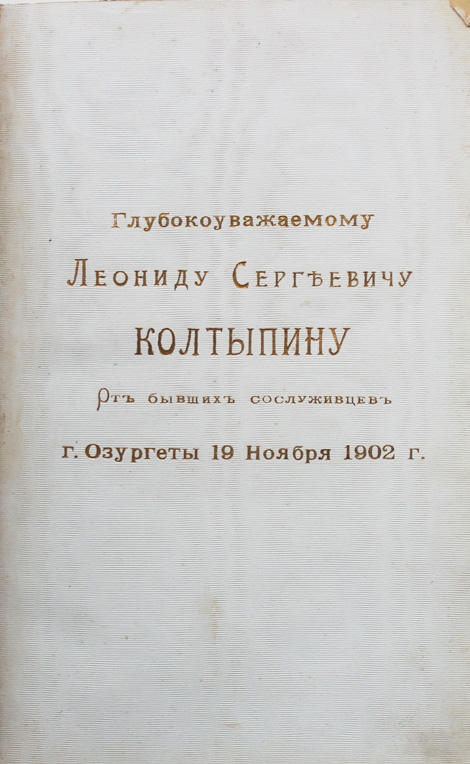 Глубокоуважаемому
Леониду Сергѣевичу
КОЛТЫПИНУ
Отъ бывшихъ сослуживцевъ
г. Озургеты 19 Ноября 1902 г.